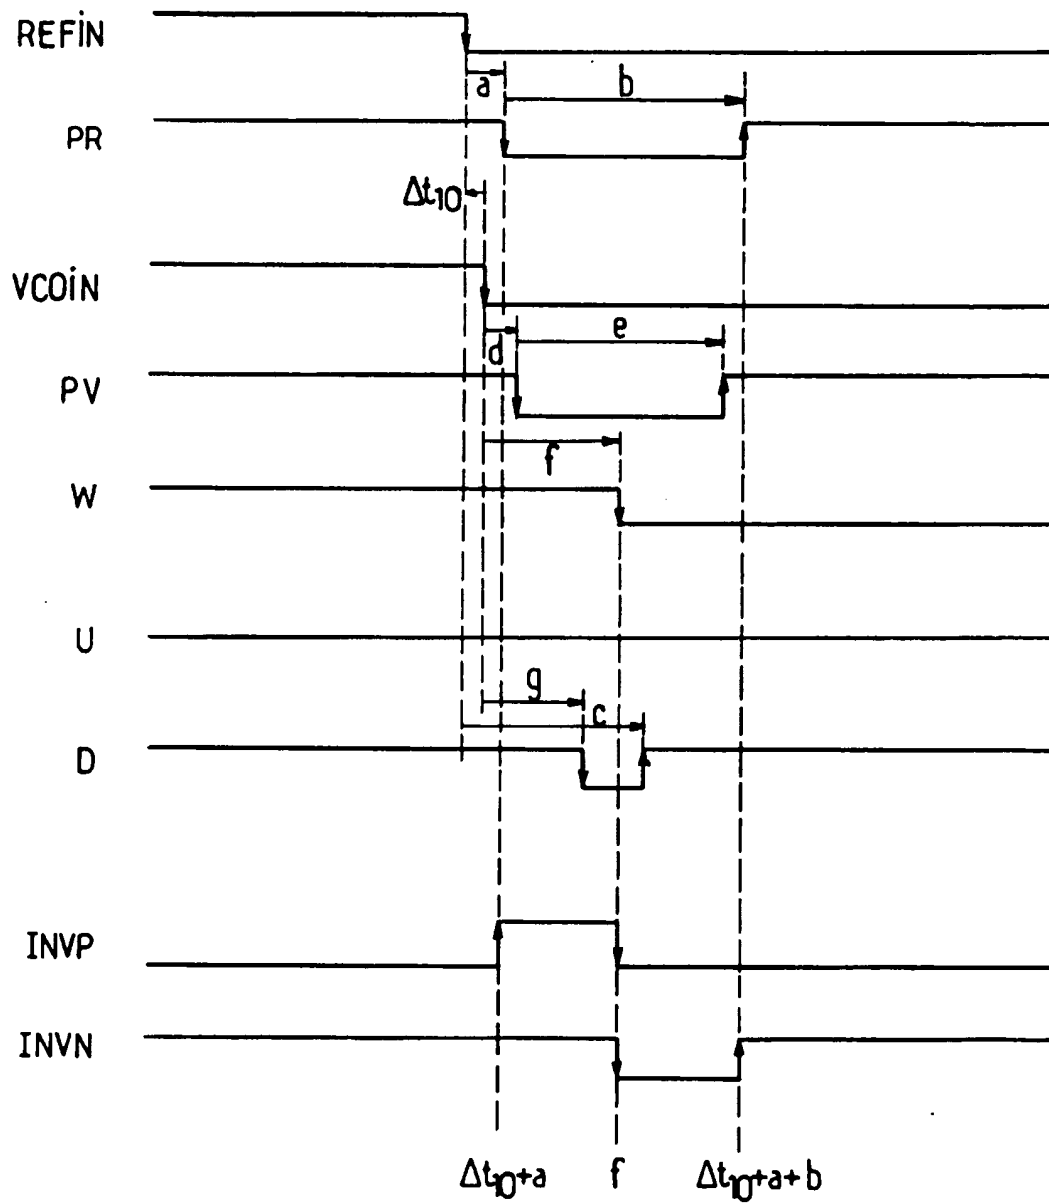 REFİN
a
b
PR
Δt10
VCOİN
d
e
PV
f
W
U
g
c
D
INVP
INVN
Δt10+a
f
Δt10+a+b